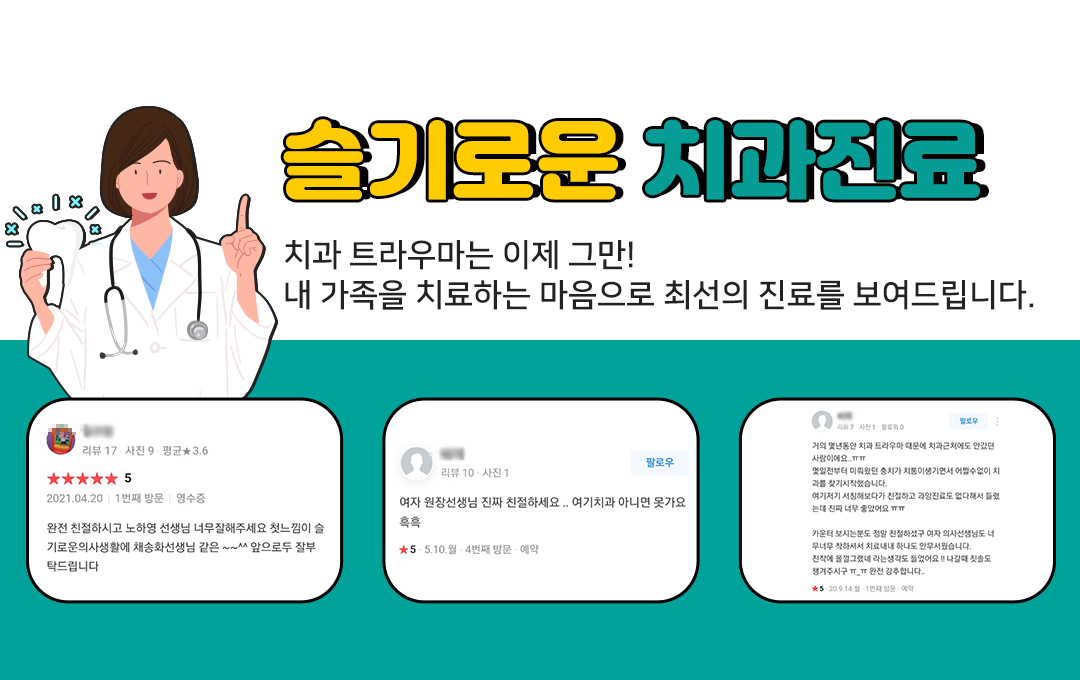 슬기로운 치과진료
치과 트라우마는 이제 그만!
내 가족을 치료하는 마음으로 최선의 진료를 보여드립니다.
리뷰 17 · 사진 9 · 평균★3.6
★★★★★ 5
2021.04.20 | 1번째 방문 | 영수증
완전 친절하시고 노하영 선생님 너무잘해주세요 첫느낌이 슬
기로운의사생활에 채송화선생님 같은 ~~^^ 앞으로두 잘부
탁드립니다
리뷰 10 · 사진 1
팔로우
여자 원장선생님 진짜 친절하세요 .. 여기치과 아니면 못가요
흑흑
★5 · 5.10.월 · 4번째 방문 · 예약
리뷰 7 · 사진 1 · 팔로워 0
팔로우
거의 몇년동안 치과 트라우마 때문에 치과근처에도 안갔던
사람이에요..ㅠㅠ
몇일전부터 미뤄왔던 충치가 치통이생기면서 어쩔수없이 치
과를 찾기시작했습니다.
여기저기 서칭해보다가 친절하고 과잉진료도 없다해서 들렸
는데 진짜 너무 좋았어요 ㅠㅠ
카운터 보시는분도 정말 친절하셨구 여자 의사선생님도 너
무너무 착하셔서 치료내내 하나도 안무서웠습니다.
진작에 올껄그랬네 라는생각도 들었어요 !! 나갈때 칫솔도
챙겨주시구 ㅠ_ㅠ 완전 강추합니다..
★5 · 20.9.14.월 · 1번째 방문 · 예약